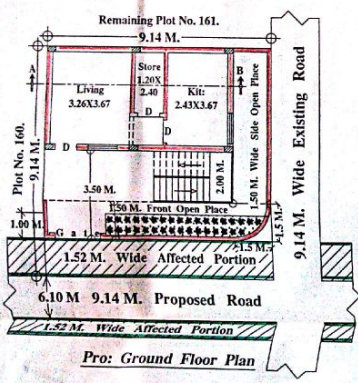 Remaining Plot No. 161.
9.14 M.
A
Store
1.20X
2.40
B
Living
3.26X3.67
Kit:
2.43X3.67
D
D
D
Plot No. 160.
9.14 M.
3.50 M.
2.00 M.
1.50 M. Wide Side Open Place
9.14 M. Wide Existing Road
1.00 M.
1.50 M. Front Open Place
Gate
1.5 M.
1.5 M.
1.52 M. Wide Affected Portion
6.10 M 9.14 M. Proposed Road
1.52 M. Wide Affected Portion
Pro: Ground Floor Plan